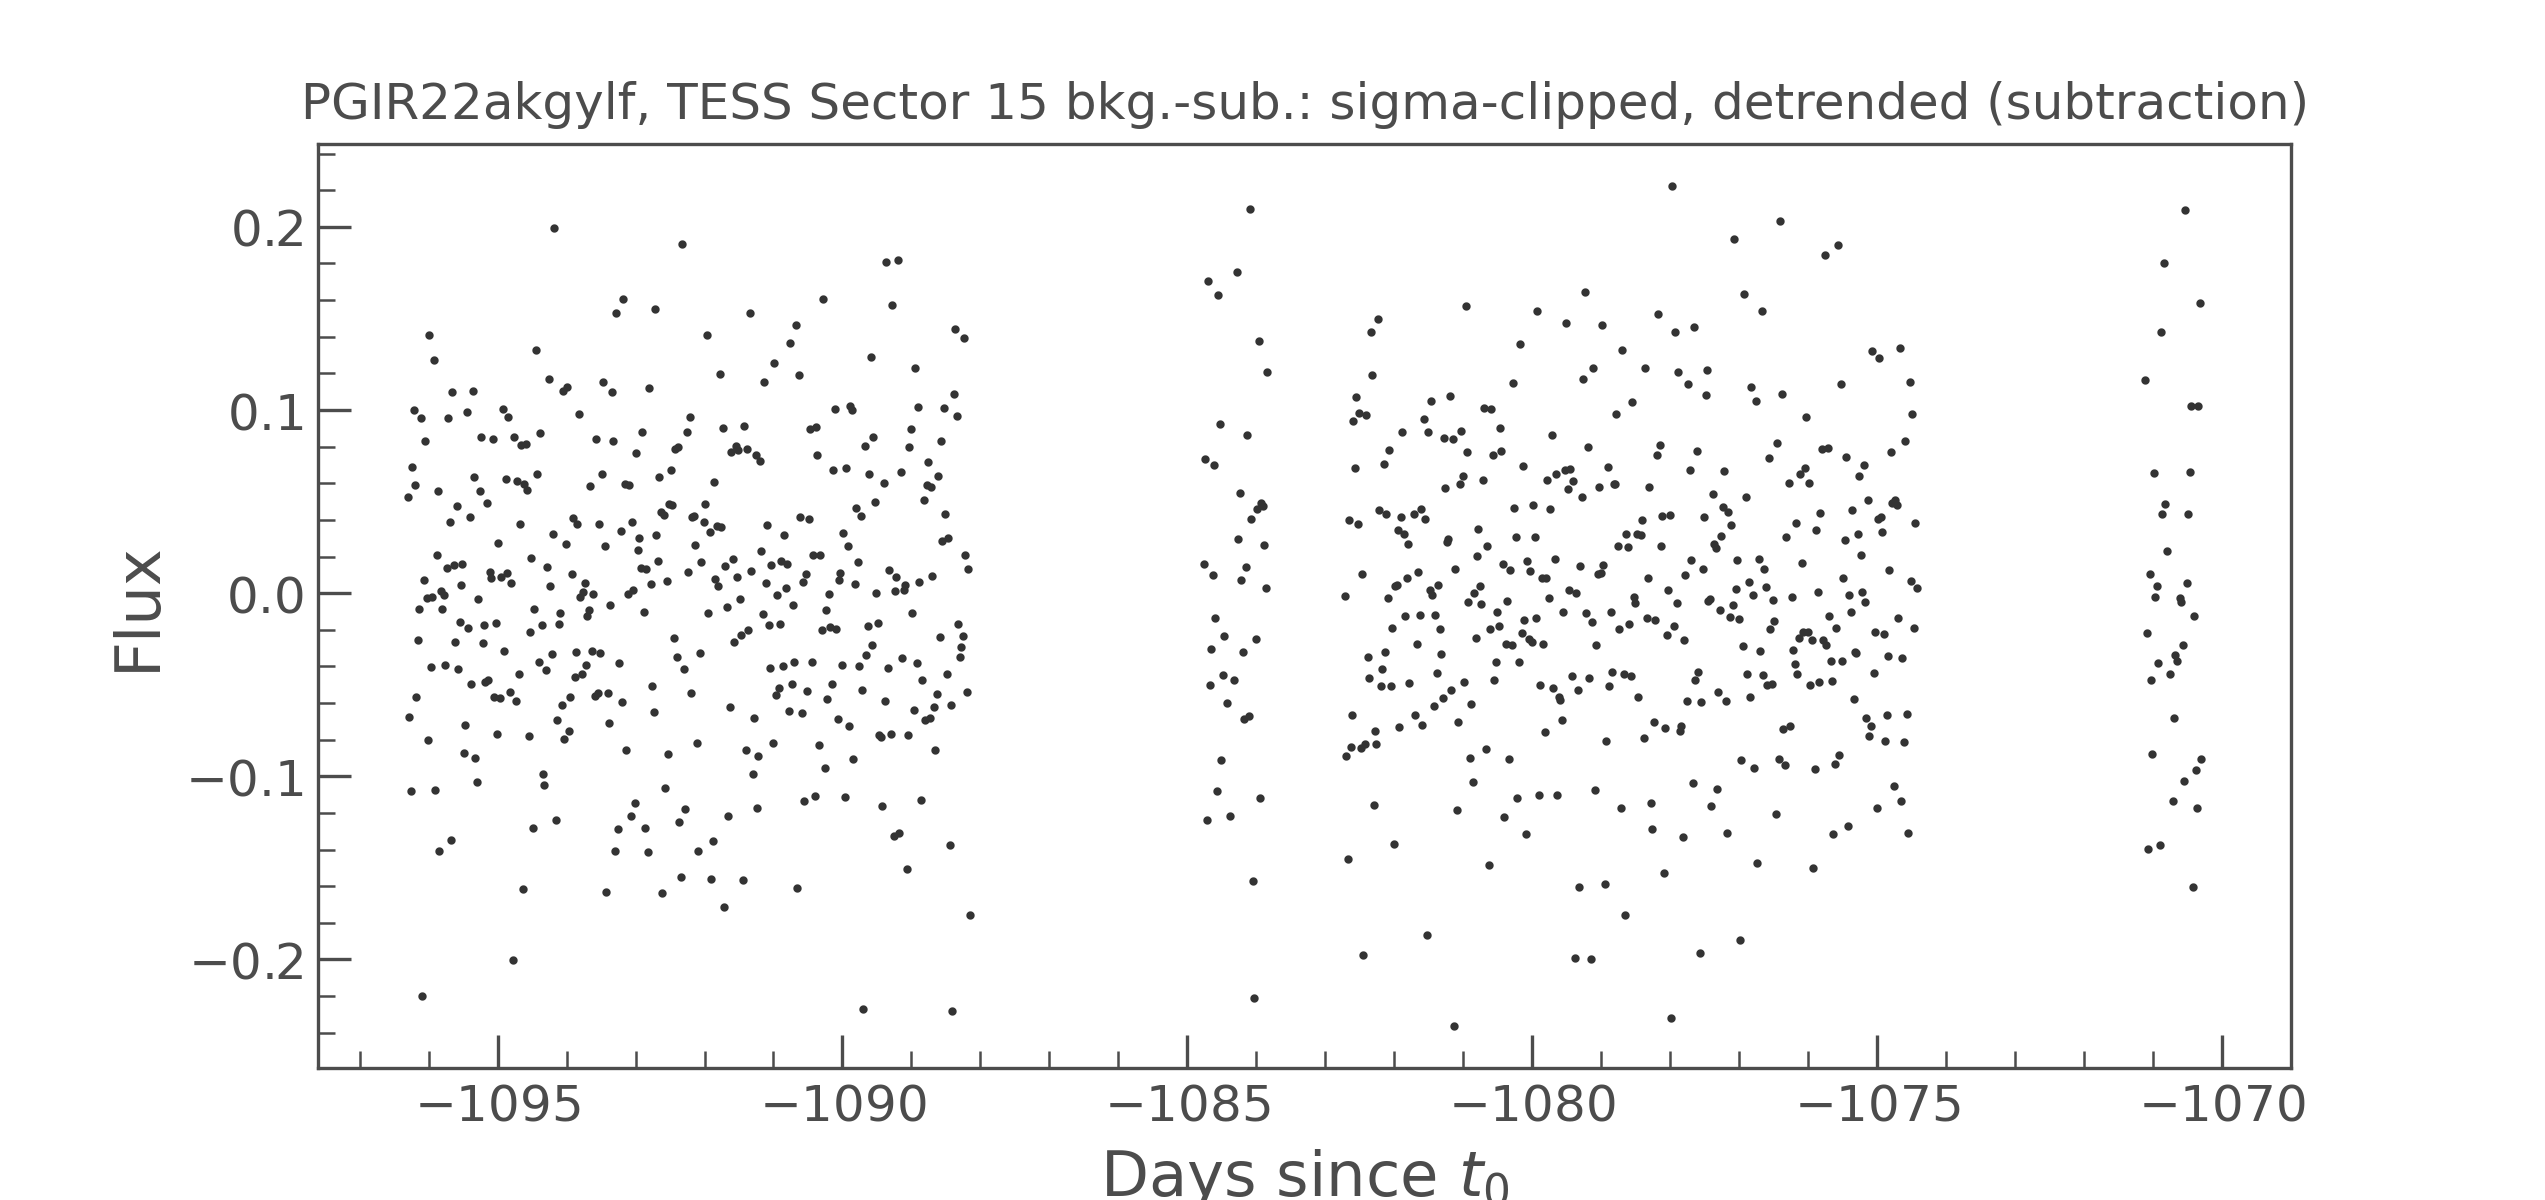 PGIR22akgylf, TESS Sector 15 bkg.-sub.: sigma-clipped, detrended (subtraction)
Flux
0.2
0.1
0.0
−0.1
−0.2
−1095 −1090 −1085 −1080 −1075 −1070
Days since t0